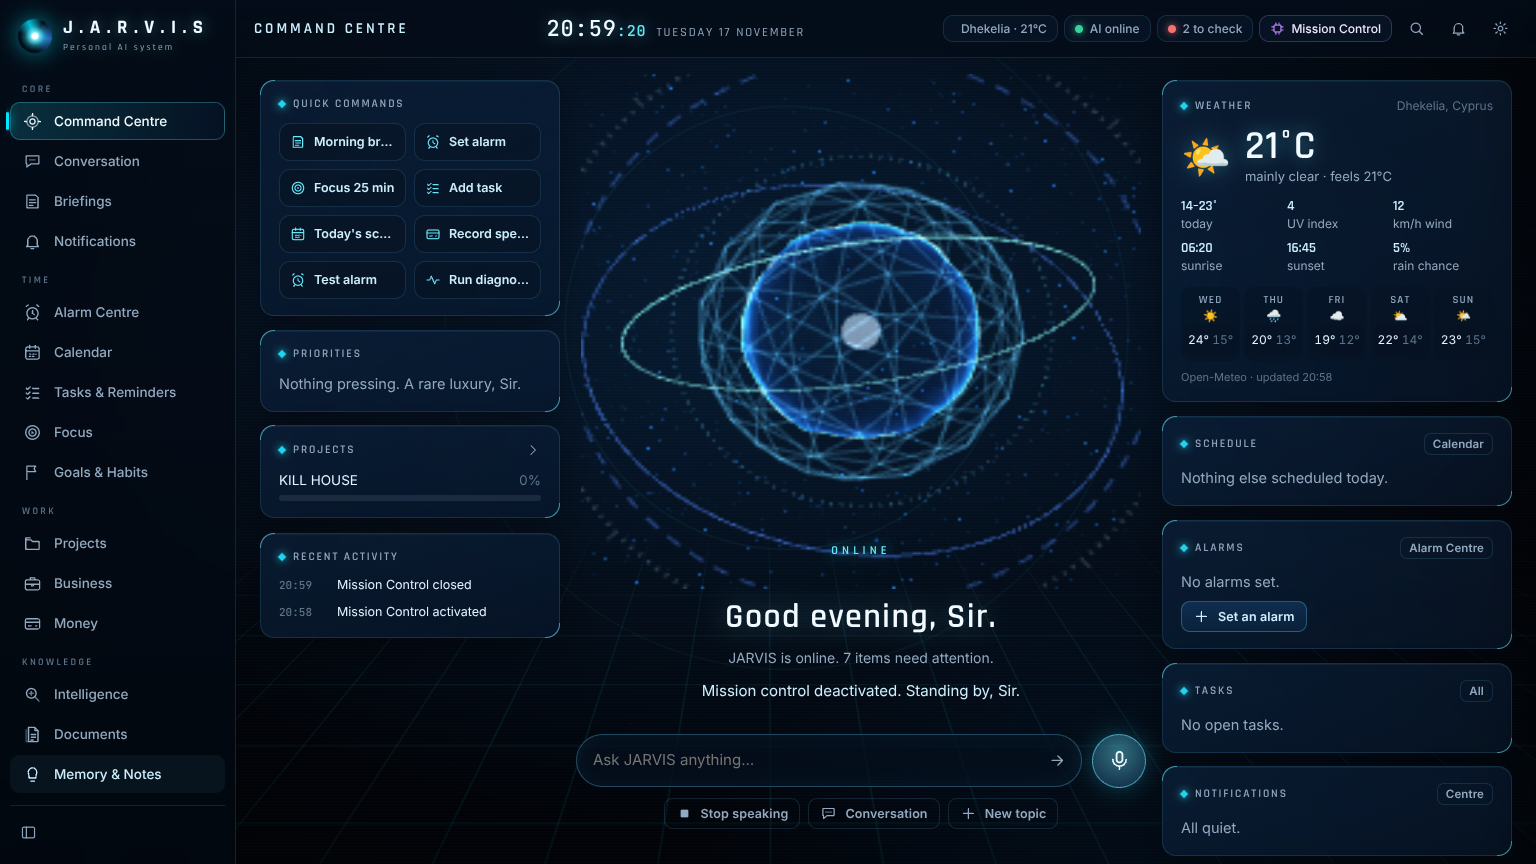 J.A.R.V.I.S
Personal AI system
CORE
Command Centre
Conversation
Briefings
Notifications
TIME
Alarm Centre
Calendar
Tasks & Reminders
Focus
Goals & Habits
WORK
Projects
Business
Money
KNOWLEDGE
Intelligence
Documents
Memory & Notes
COMMAND CENTRE
20:59:20 TUESDAY 17 NOVEMBER
Dhekelia · 21°C
AI online
2 to check
Mission Control
QUICK COMMANDS
Morning br...
Set alarm
Focus 25 min
Add task
Today's sc...
Record spe...
Test alarm
Run diagno...
PRIORITIES
Nothing pressing. A rare luxury, Sir.
PROJECTS
KILL HOUSE 0%
RECENT ACTIVITY
20:59 Mission Control closed
20:58 Mission Control activated
ONLINE
Good evening, Sir.
JARVIS is online. 7 items need attention.
Mission control deactivated. Standing by, Sir.
Ask JARVIS anything...
Stop speaking
Conversation
New topic
WEATHER Dhekelia, Cyprus
21°C
mainly clear · feels 21°C
14-23° 4 12
today UV index km/h wind
06:20 16:45 5%
sunrise sunset rain chance
WED THU FRI SAT SUN
24° 15° 20° 13° 19° 12° 22° 14° 23° 15°
Open-Meteo · updated 20:58
SCHEDULE Calendar
Nothing else scheduled today.
ALARMS Alarm Centre
No alarms set.
Set an alarm
TASKS All
No open tasks.
NOTIFICATIONS Centre
All quiet.